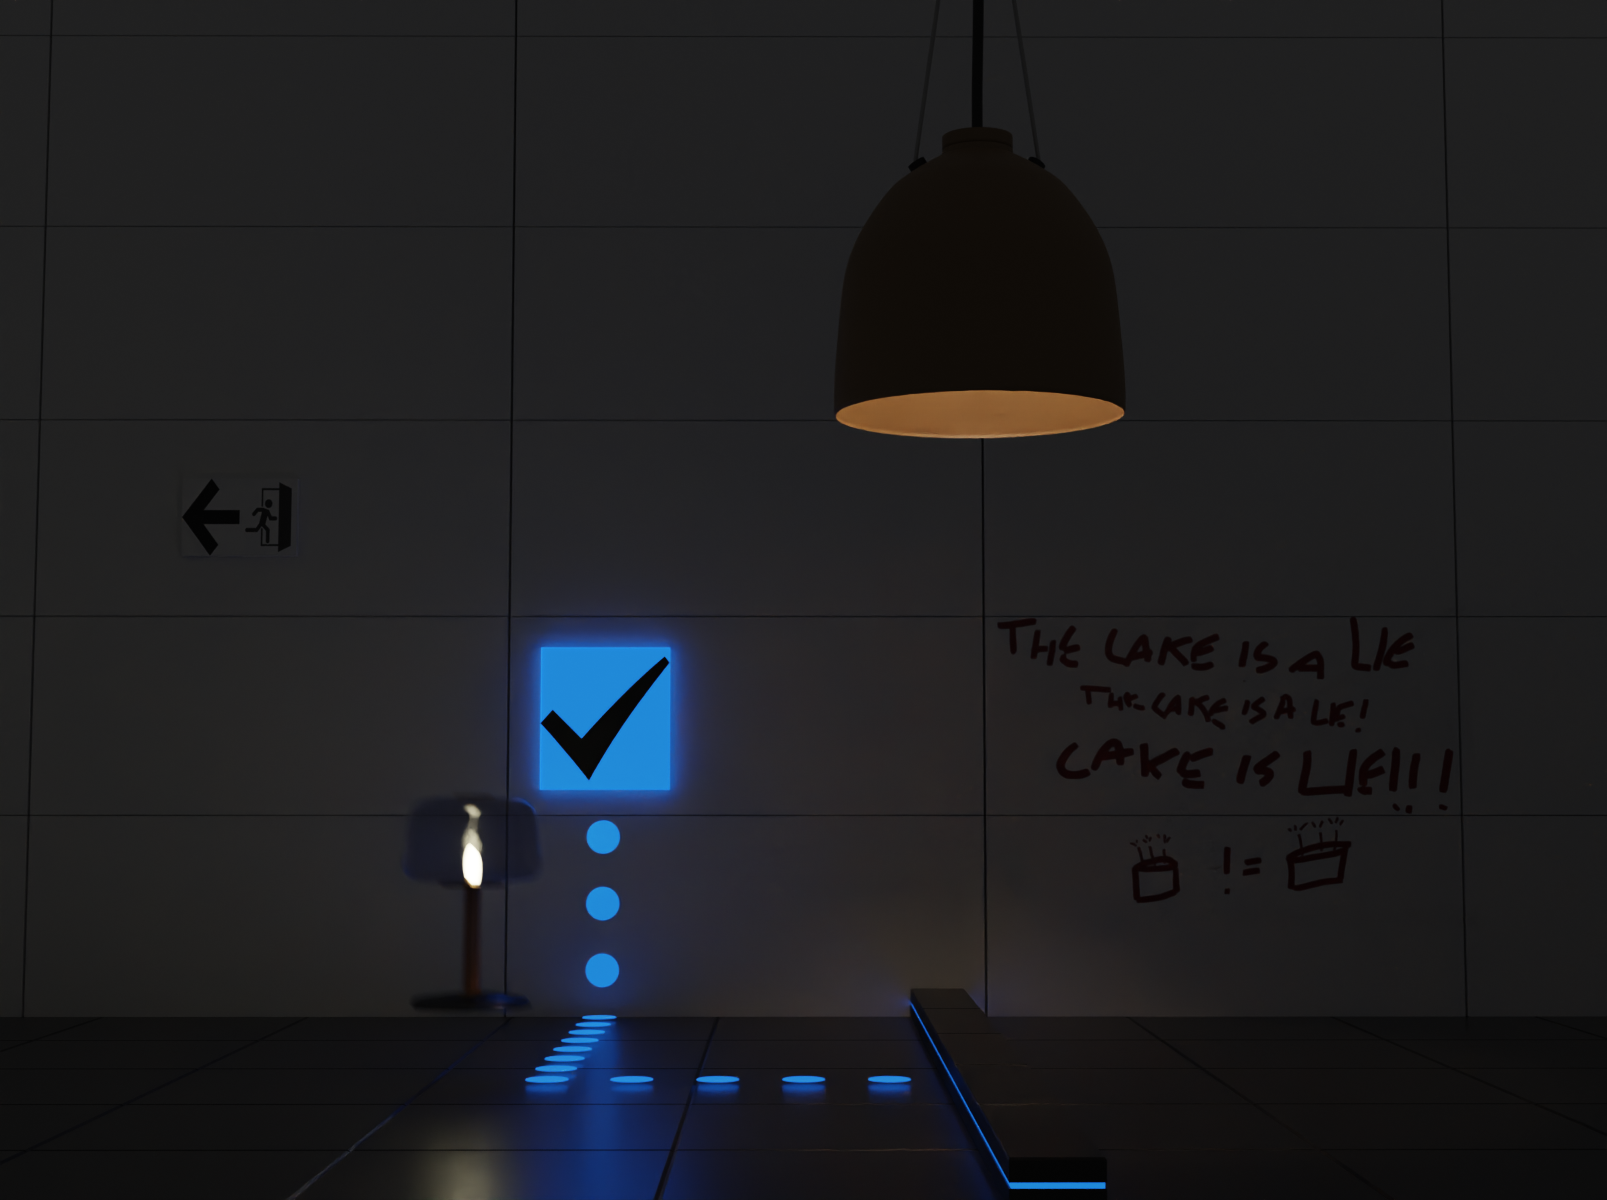 THE CAKE IS A LIE
THE CAKE IS A LIE!
CAKE IS LIE!!!
!=